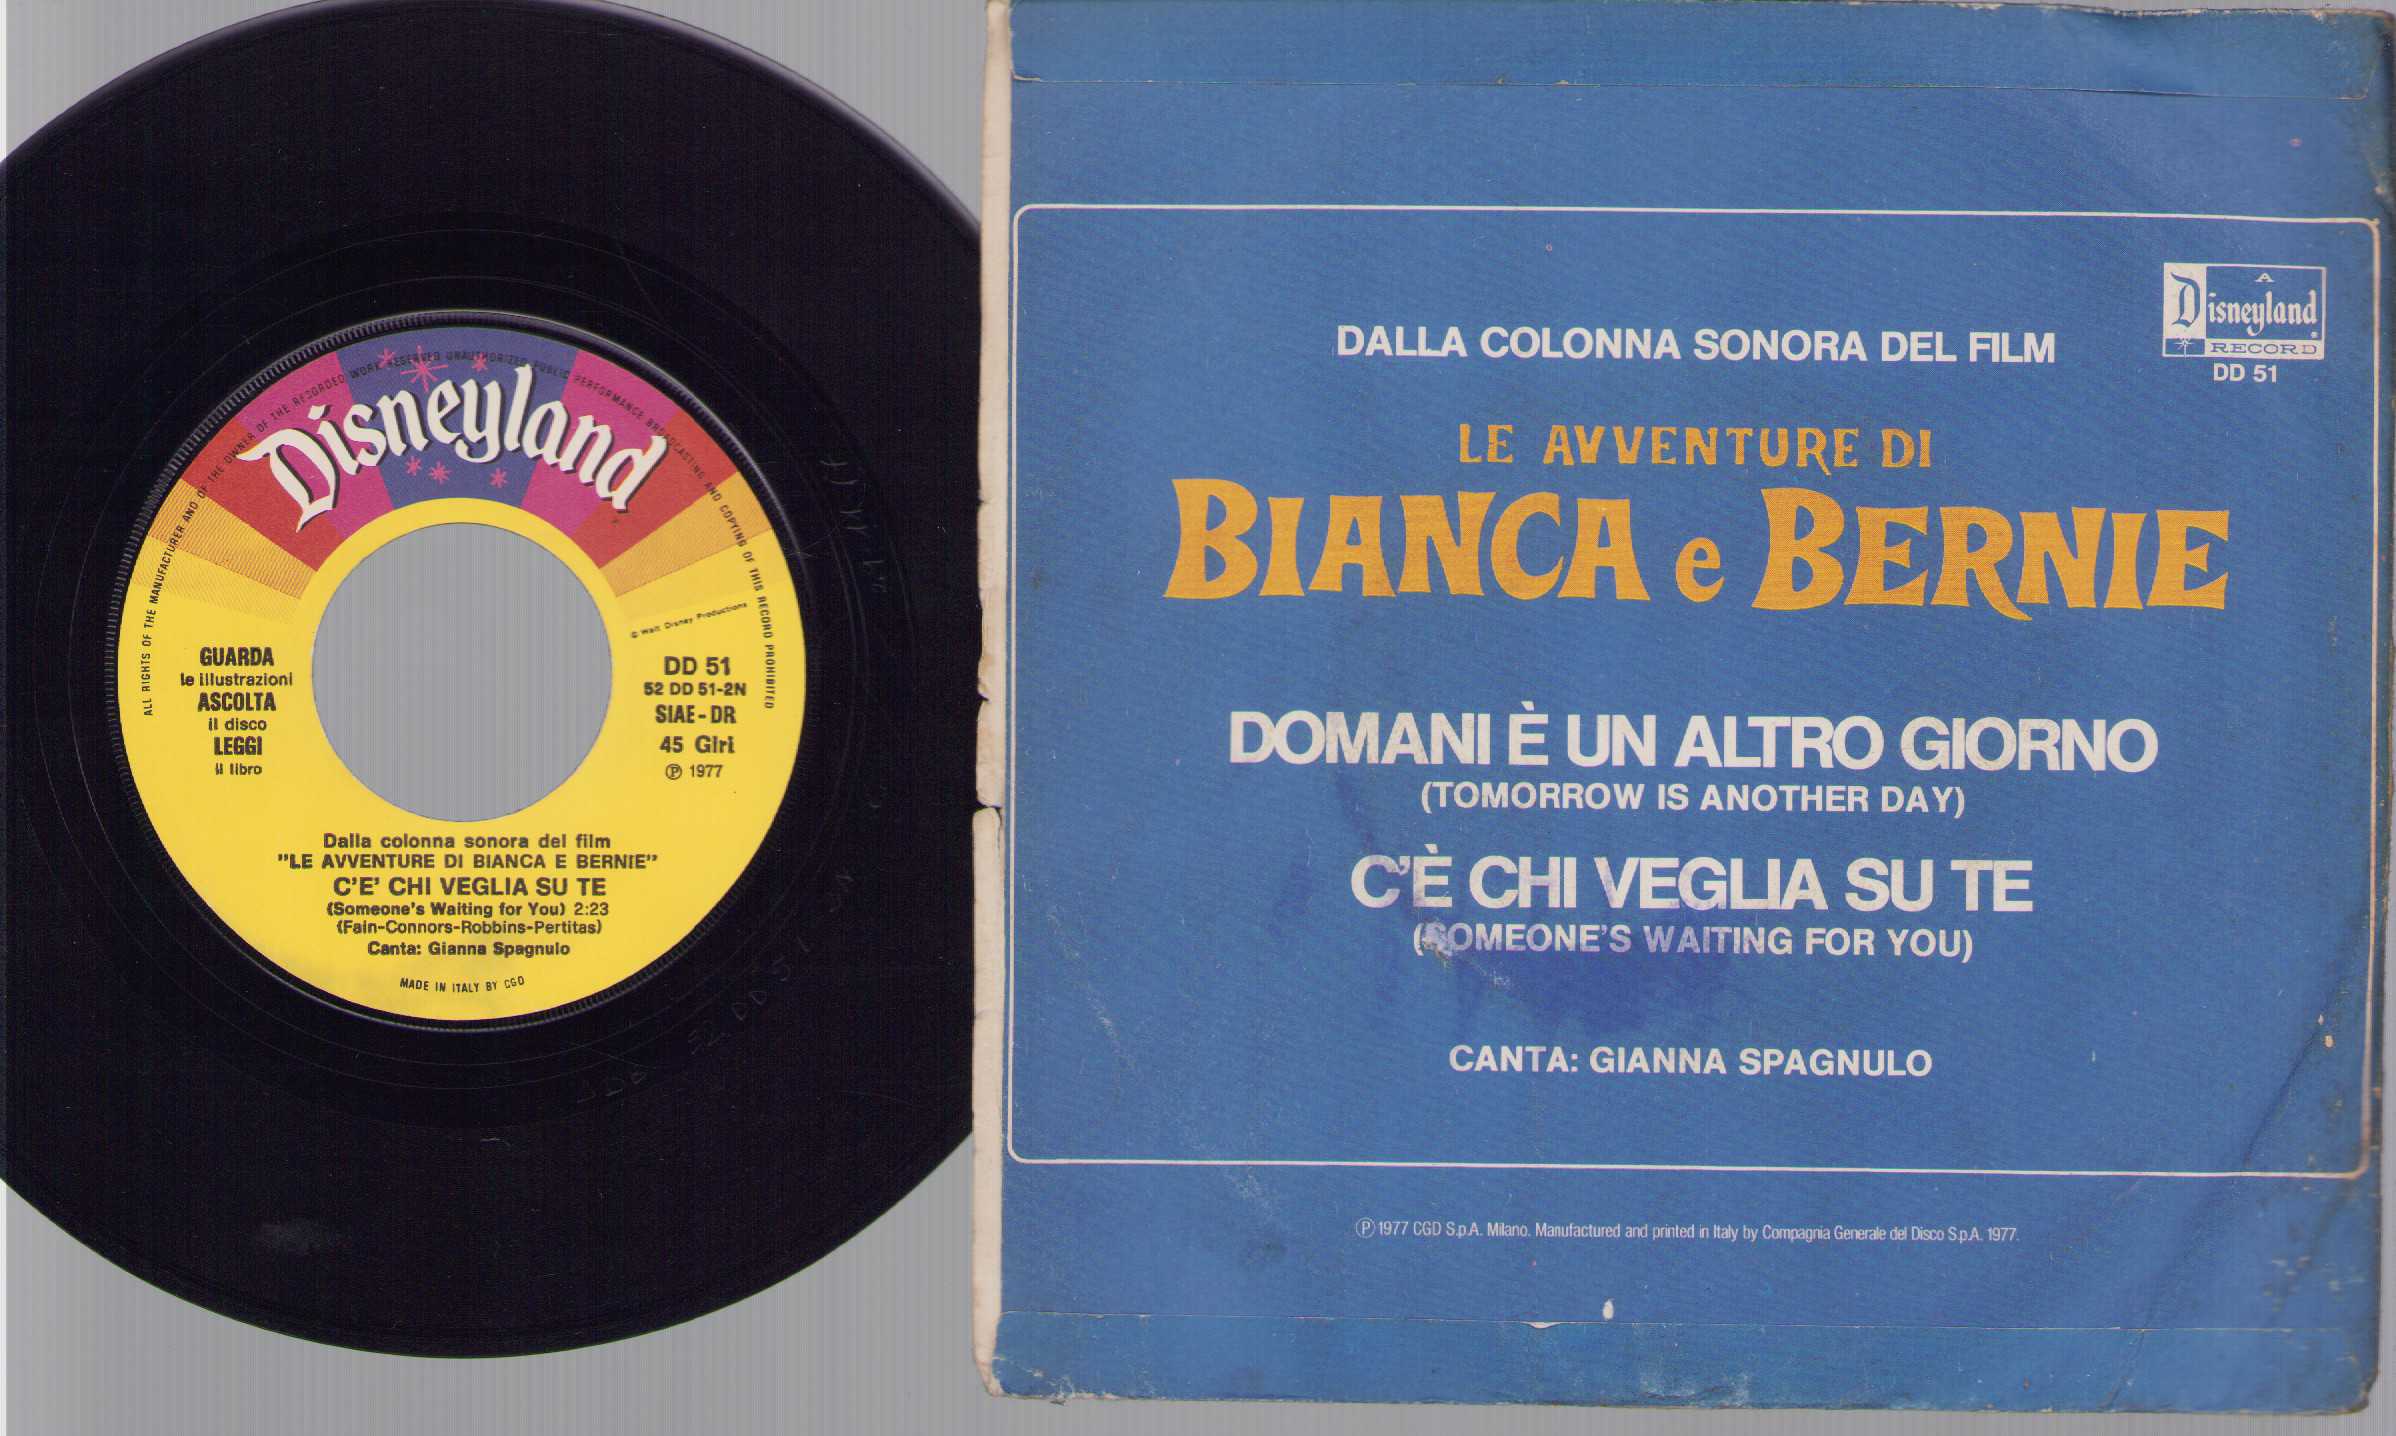 ALL RIGHTS OF THE MANUFACTURER AND OF THE OWNER OF THE RECORDED WORK RESERVED UNAUTHORIZED PUBLIC PERFORMANCE BROADCASTING AND COPYING OF THIS RECORD PROHIBITED
Disneyland
© Walt Disney Productions
GUARDA
le illustrazioni
ASCOLTA
il disco
LEGGI
il libro
DD 51
52 DD 51-2N
SIAE-DR
45 Giri
Ⓟ 1977
Dalla colonna sonora del film
"LE AVVENTURE DI BIANCA E BERNIE"
C'E' CHI VEGLIA SU TE
(Someone's Waiting for You) 2:23
(Fain-Connors-Robbins-Pertitas)
Canta: Gianna Spagnulo
MADE IN ITALY BY CGD
A
Disneyland
RECORD
DD 51
DALLA COLONNA SONORA DEL FILM
LE AVVENTURE DI
BIANCA e BERNIE
DOMANI È UN ALTRO GIORNO
(TOMORROW IS ANOTHER DAY)
C'È CHI VEGLIA SU TE
(SOMEONE'S WAITING FOR YOU)
CANTA: GIANNA SPAGNULO
Ⓟ 1977 CGD S.p.A. Milano. Manufactured and printed in Italy by Compagnia Generale del Disco S.p.A. 1977.